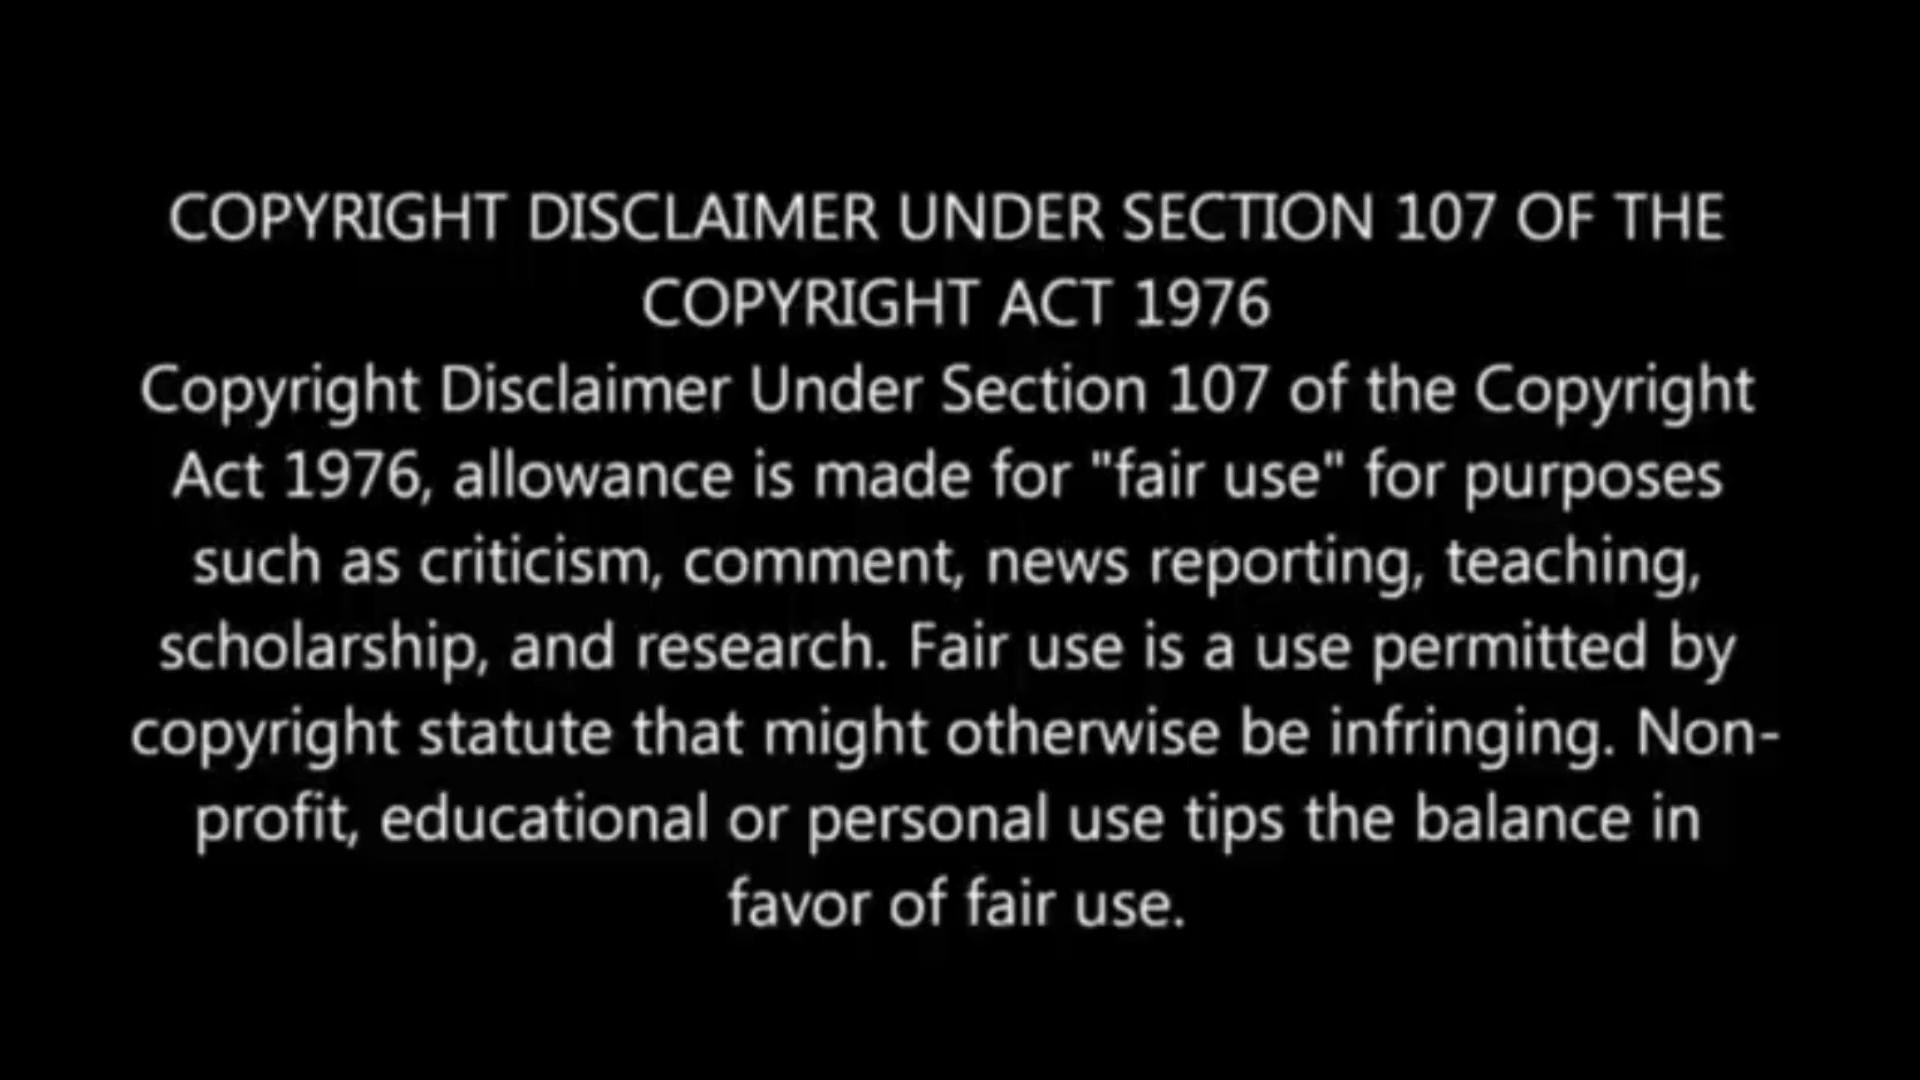 COPYRIGHT DISCLAIMER UNDER SECTION 107 OF THE
COPYRIGHT ACT 1976
Copyright Disclaimer Under Section 107 of the Copyright
Act 1976, allowance is made for "fair use" for purposes
such as criticism, comment, news reporting, teaching,
scholarship, and research. Fair use is a use permitted by
copyright statute that might otherwise be infringing. Non-
profit, educational or personal use tips the balance in
favor of fair use.